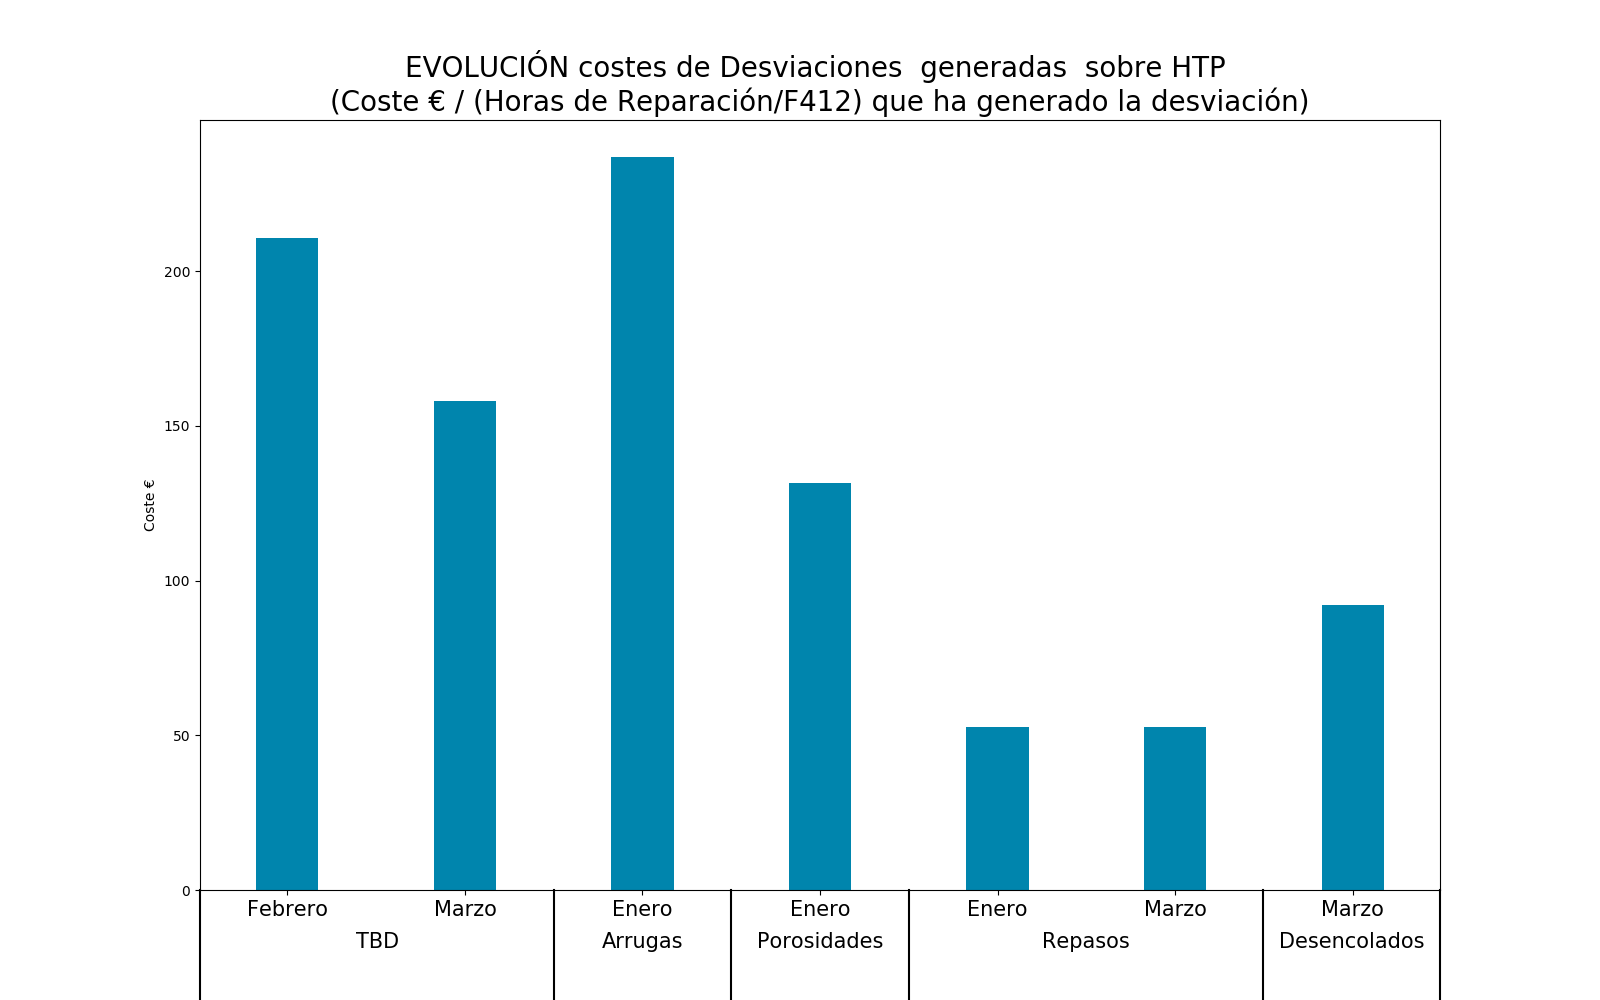 EVOLUCIÓN costes de Desviaciones  generadas  sobre HTP
(Coste € / (Horas de Reparación/F412) que ha generado la desviación)
200
150
100
50
0
Coste €
Febrero Marzo Enero Enero Enero Marzo Marzo
TBD Arrugas Porosidades Repasos Desencolados